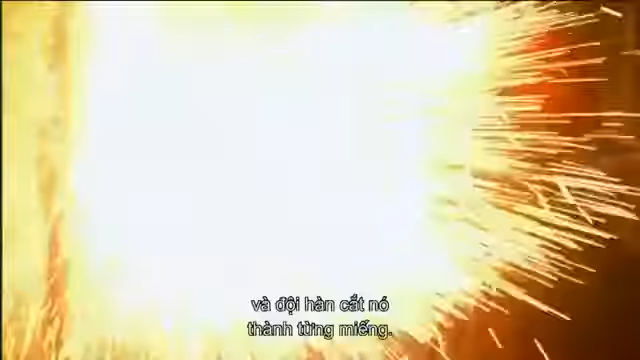 và đội hàn cắt nó
thành từng miếng.